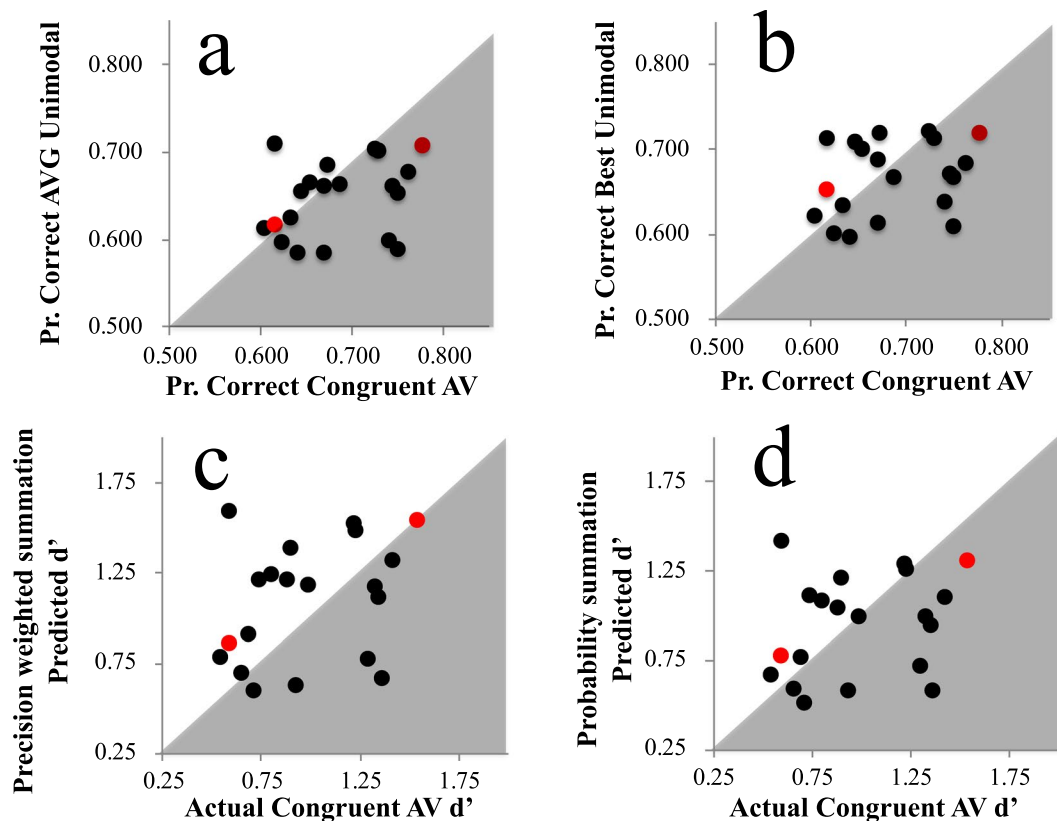 a
Pr. Correct AVG Unimodal
0.800
0.700
0.600
0.500
0.500 0.600 0.700 0.800
Pr. Correct Congruent AV
b
Pr. Correct Best Unimodal
0.800
0.700
0.600
0.500
0.500 0.600 0.700 0.800
Pr. Correct Congruent AV
c
Precision weighted summation
Predicted d’
1.75
1.25
0.75
0.25
0.25 0.75 1.25 1.75
Actual Congruent AV d’
d
Probability summation
Predicted d’
1.75
1.25
0.75
0.25
0.25 0.75 1.25 1.75
Actual Congruent AV d’